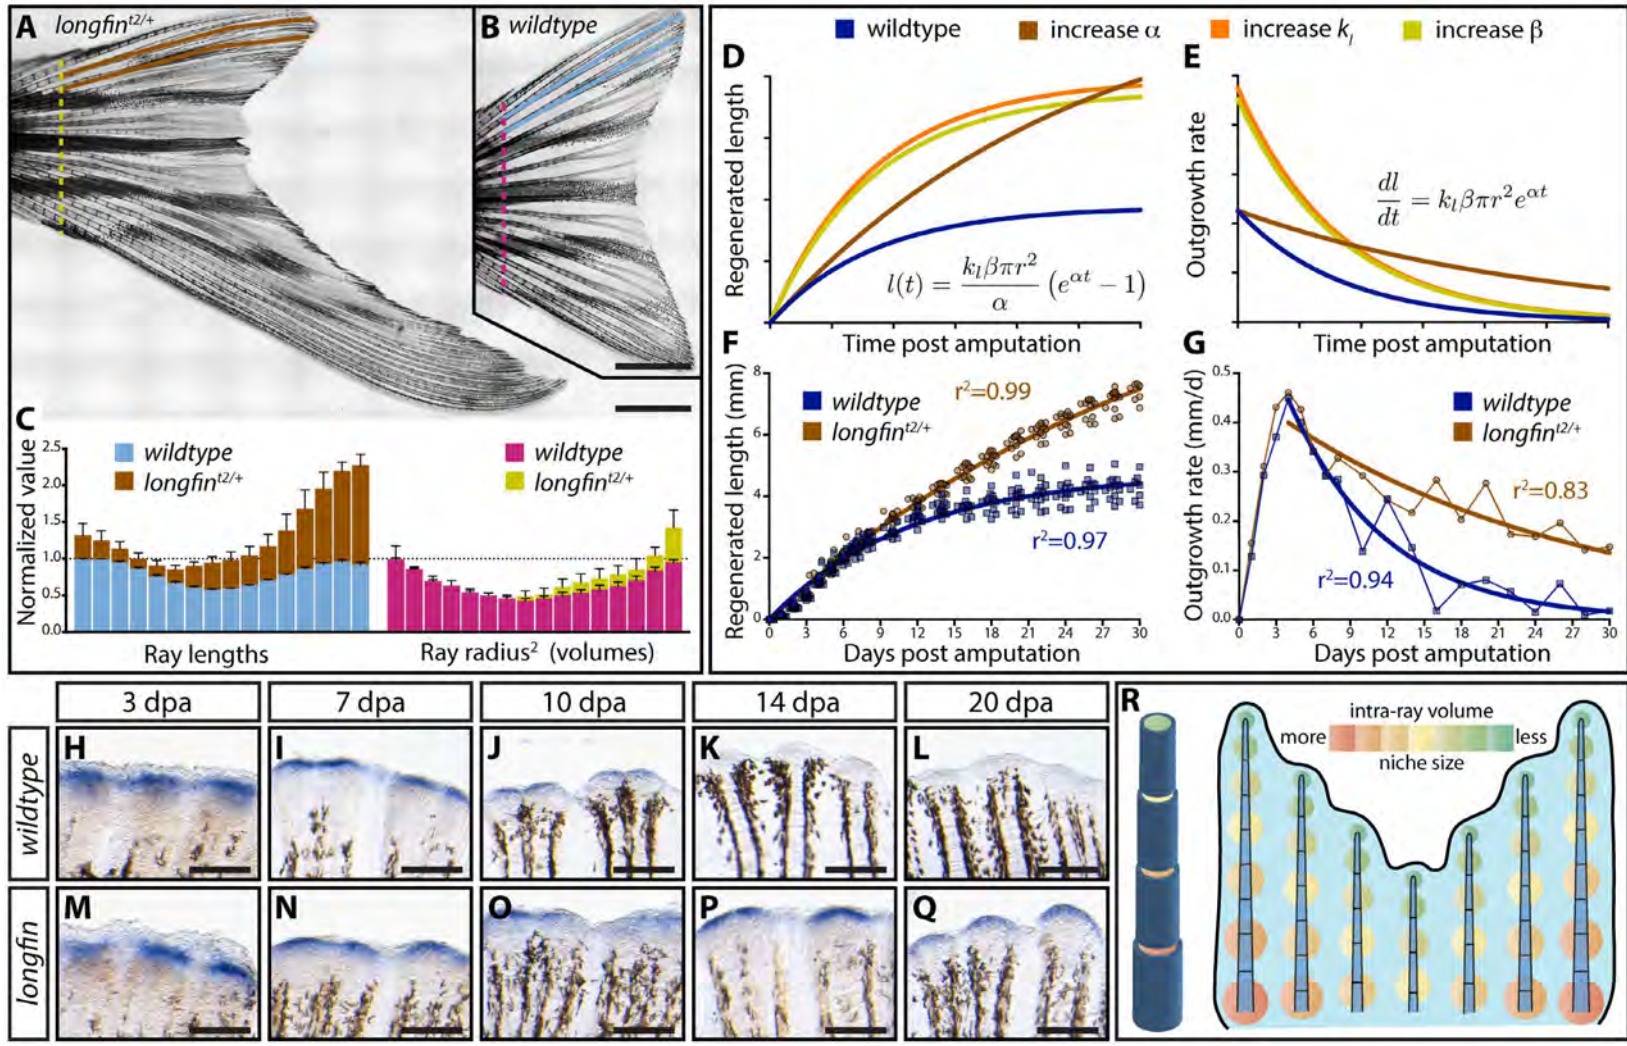 A longfin^t2/+
B wildtype
C
Normalized value
2.5
2.0
1.5
1.0
0.5
0.0
wildtype
longfin^t2/+
wildtype
longfin^t2/+
Ray lengths
Ray radius² (volumes)
wildtype increase α increase k_l increase β
D
Regenerated length
l(t) = \frac{k_l βπr²}{α} (e^{αt} − 1)
Time post amputation
E
Outgrowth rate
\frac{dl}{dt} = k_l βπr² e^{αt}
Time post amputation
F
Regenerated length (mm)
8
6
4
2
0
wildtype
longfin^t2/+
r²=0.99
r²=0.97
0 3 6 9 12 15 18 21 24 27 30
Days post amputation
G
Outgrowth rate (mm/d)
0.5
0.4
0.3
0.2
0.1
0.0
wildtype
longfin^t2/+
r²=0.83
r²=0.94
0 3 6 9 12 15 18 21 24 27 30
Days post amputation
3 dpa 7 dpa 10 dpa 14 dpa 20 dpa
wildtype
H I J K L
longfin
M N O P Q
R
intra-ray volume
more less
niche size